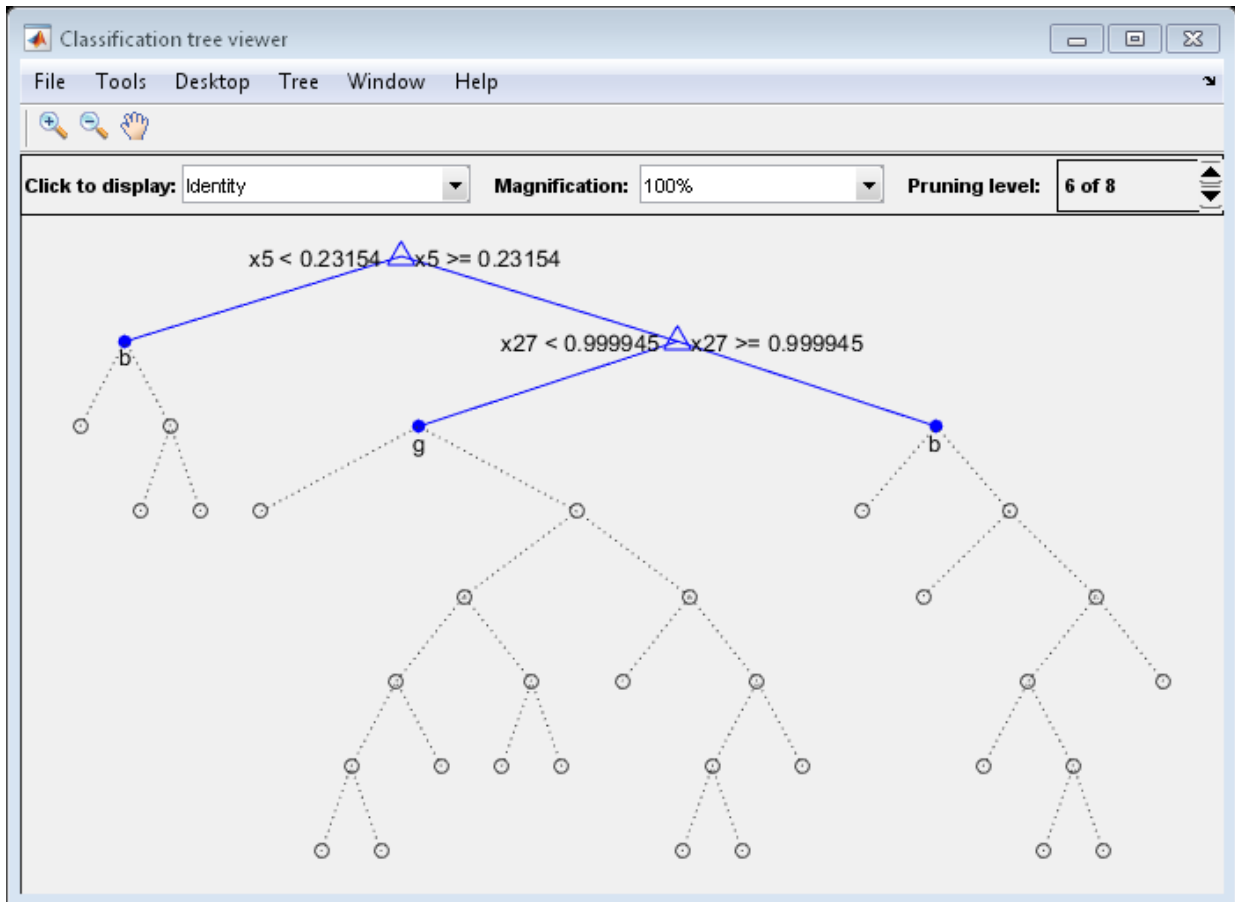 Classification tree viewer
File Tools Desktop Tree Window Help
Click to display: Identity Magnification: 100% Pruning level: 6 of 8
x5 < 0.23154 x5 >= 0.23154
b x27 < 0.999945 x27 >= 0.999945
g b